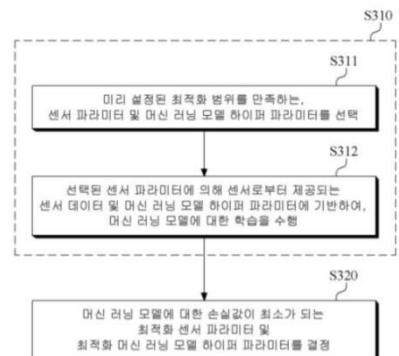 S310
S311
미리 설정된 최적화 범위를 만족하는,
센서 파라미터 및 머신 러닝 모델 하이퍼 파라미터를 선택
S312
선택된 센서 파라미터에 의해 센서로부터 제공되는
센서 데이터 및 머신 러닝 모델 하이퍼 파라미터에 기반하여,
머신 러닝 모델에 대한 학습을 수행
S320
머신 러닝 모델에 대한 손실값이 최소가 되는
최적화 센서 파라미터 및
최적화 머신 러닝 모델 하이퍼 파라미터를 결정